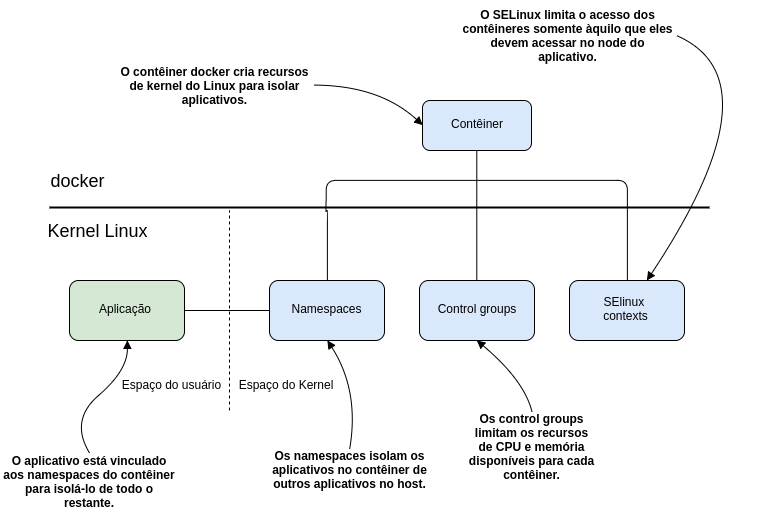 O SELinux limita o acesso dos
contêineres somente àquilo que eles
devem acessar no node do
aplicativo.
O contêiner docker cria recursos
de kernel do Linux para isolar
aplicativos.
Contêiner
docker
Kernel Linux
Aplicação
Namespaces
Control groups
SElinux
contexts
Espaço do usuário
Espaço do Kernel
O aplicativo está vinculado
aos namespaces do contêiner
para isolá-lo de todo o
restante.
Os namespaces isolam os
aplicativos no contêiner de
outros aplicativos no host.
Os control groups
limitam os recursos
de CPU e memória
disponíveis para cada
contêiner.